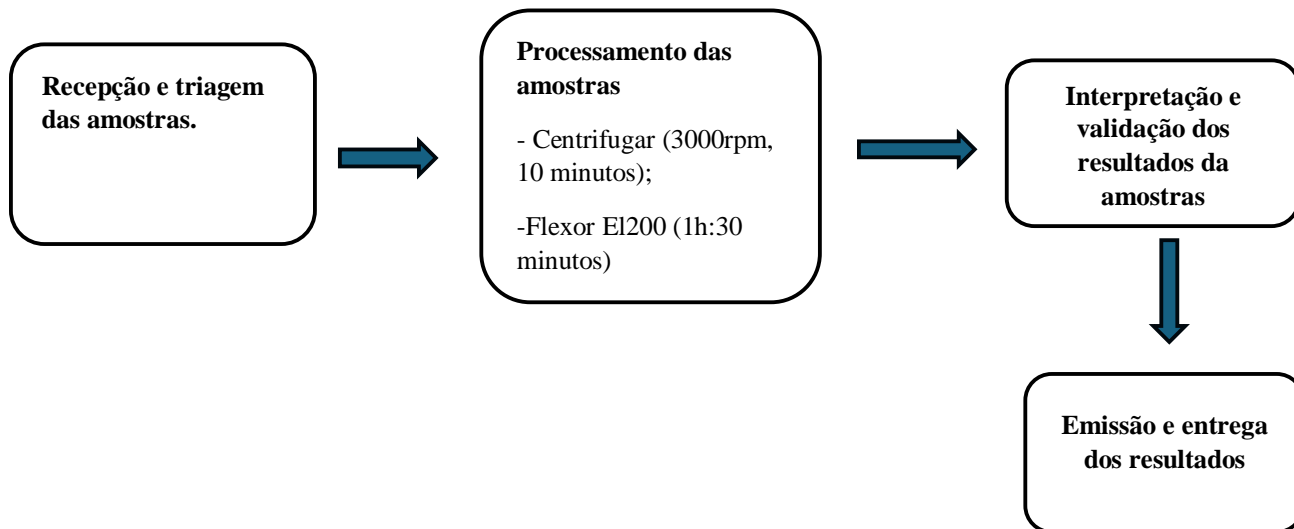 Recepção e triagem
das amostras.
Processamento das
amostras
- Centrifugar (3000rpm,
10 minutos);
-Flexor El200 (1h:30
minutos)
Interpretação e
validação dos
resultados da
amostras
Emissão e entrega
dos resultados